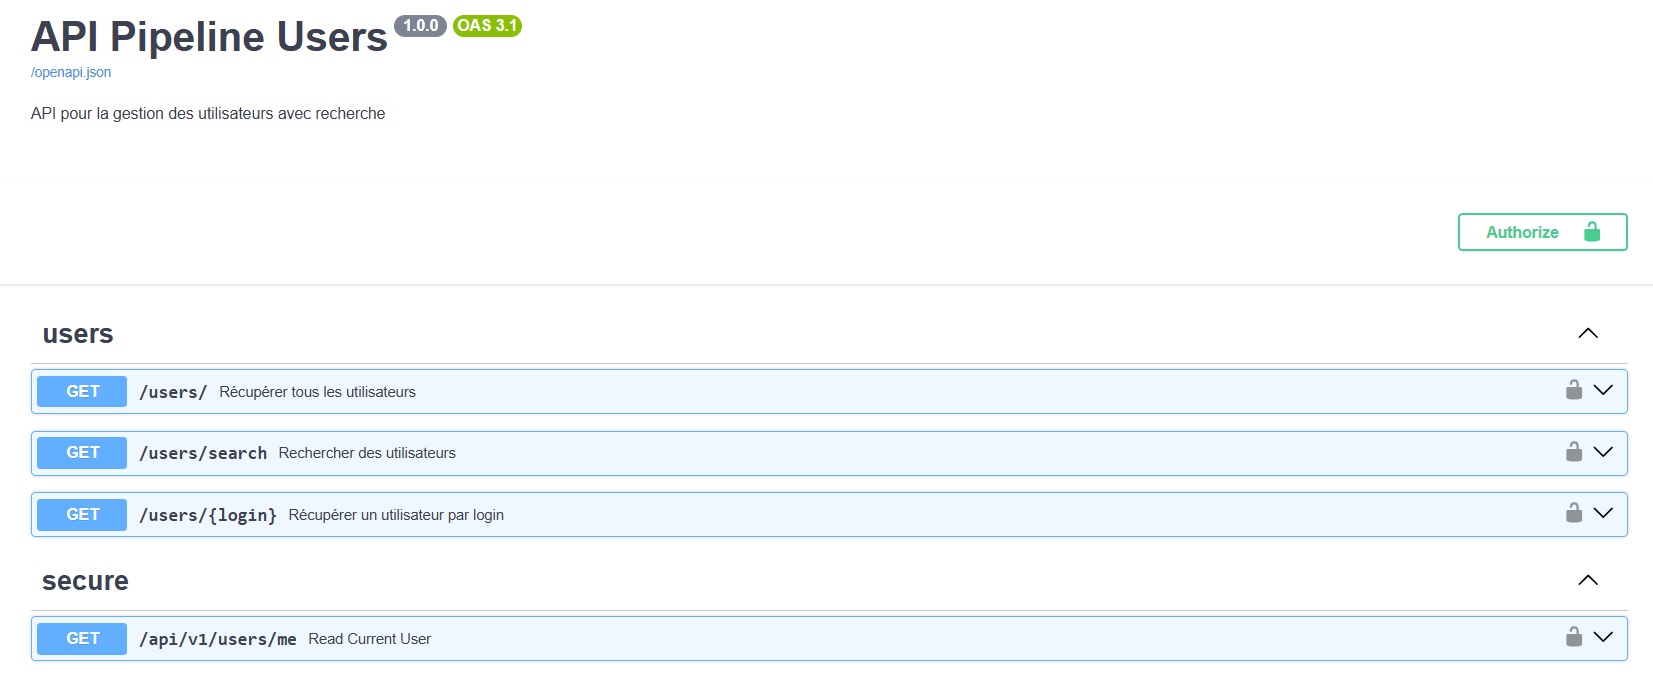 API Pipeline Users 1.0.0 OAS 3.1
/openapi.json
API pour la gestion des utilisateurs avec recherche
Authorize
users
GET /users/ Récupérer tous les utilisateurs
GET /users/search Rechercher des utilisateurs
GET /users/{login} Récupérer un utilisateur par login
secure
GET /api/v1/users/me Read Current User